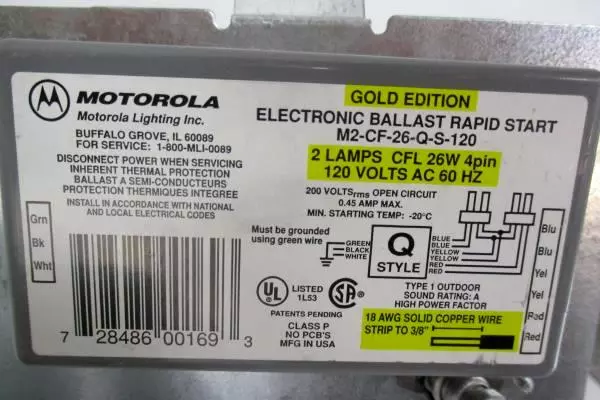 MOTOROLA
Motorola Lighting Inc.
BUFFALO GROVE, IL 60089
FOR SERVICE: 1-800-MLI-0089
DISCONNECT POWER WHEN SERVICING
INHERENT THERMAL PROTECTION
BALLAST A SEMI-CONDUCTEURS
PROTECTION THERMIQUES INTEGREE
INSTALL IN ACCORDANCE WITH NATIONAL
AND LOCAL ELECTRICAL CODES
Grn
Bk
Wht
7 28486 00169 3
GOLD EDITION
ELECTRONIC BALLAST RAPID START
M2-CF-26-Q-S-120
2 LAMPS CFL 26W 4pin
120 VOLTS AC 60 HZ
200 VOLTSrms OPEN CIRCUIT
0.45 AMP MAX.
MIN. STARTING TEMP: -20°C
Must be grounded
using green wire
GREEN
BLACK
WHITE
Q
STYLE
BLUE
BLUE
YELLOW
YELLOW
RED
RED
UL LISTED
1L53
SA
PATENTS PENDING
CLASS P
NO PCB'S
MFG IN USA
TYPE 1 OUTDOOR
SOUND RATING: A
HIGH POWER FACTOR
18 AWG SOLID COPPER WIRE
STRIP TO 3/8"
Blu
Blu
Yel
Yel
Red
Red